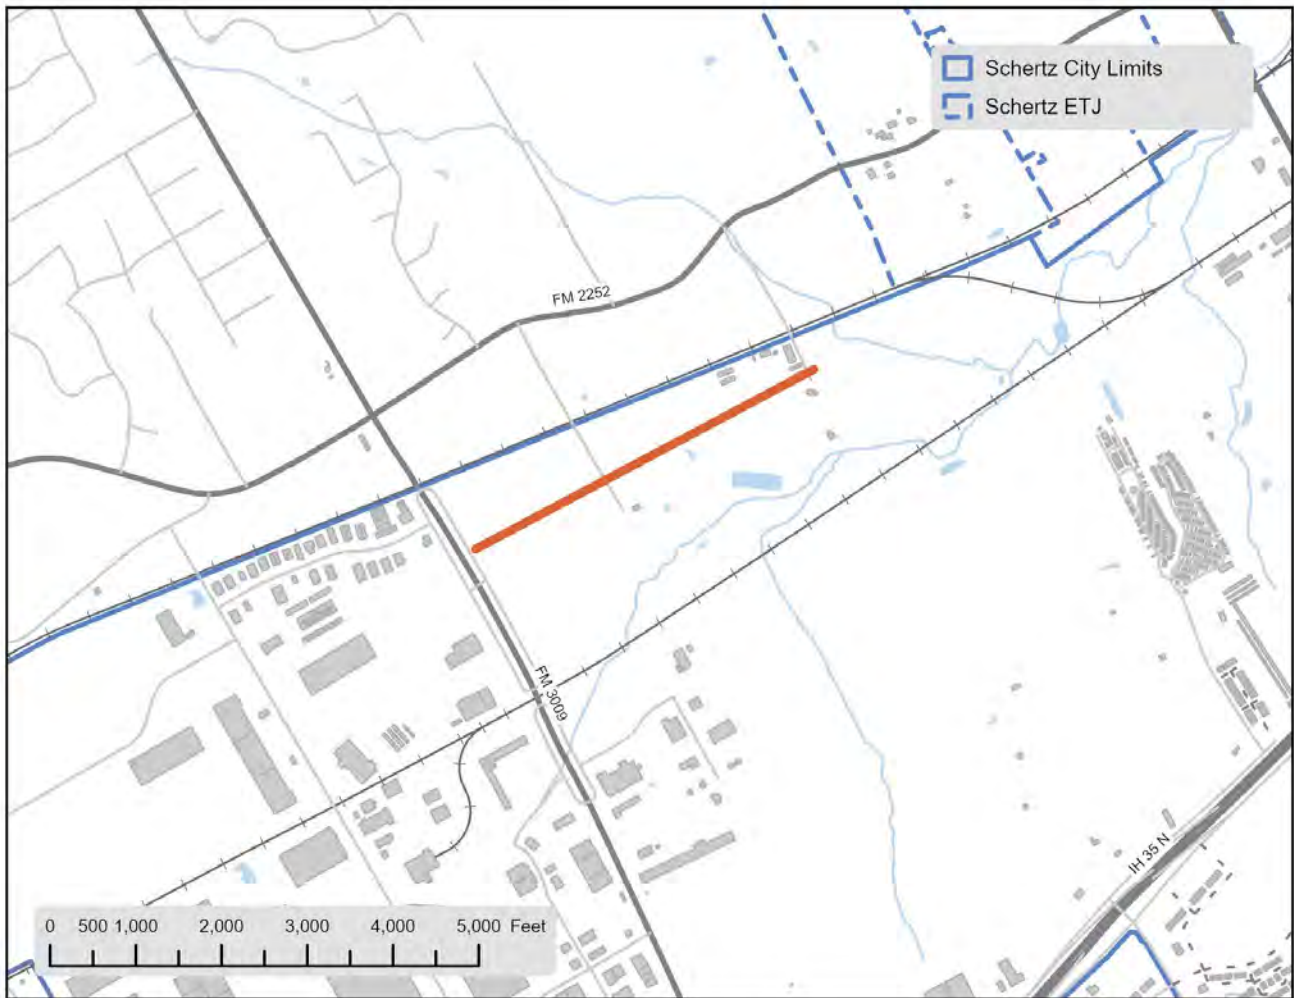 Schertz City Limits
Schertz ETJ
FM 2252
FM 3009
IH 35 N
0 500 1,000 2,000 3,000 4,000 5,000 Feet